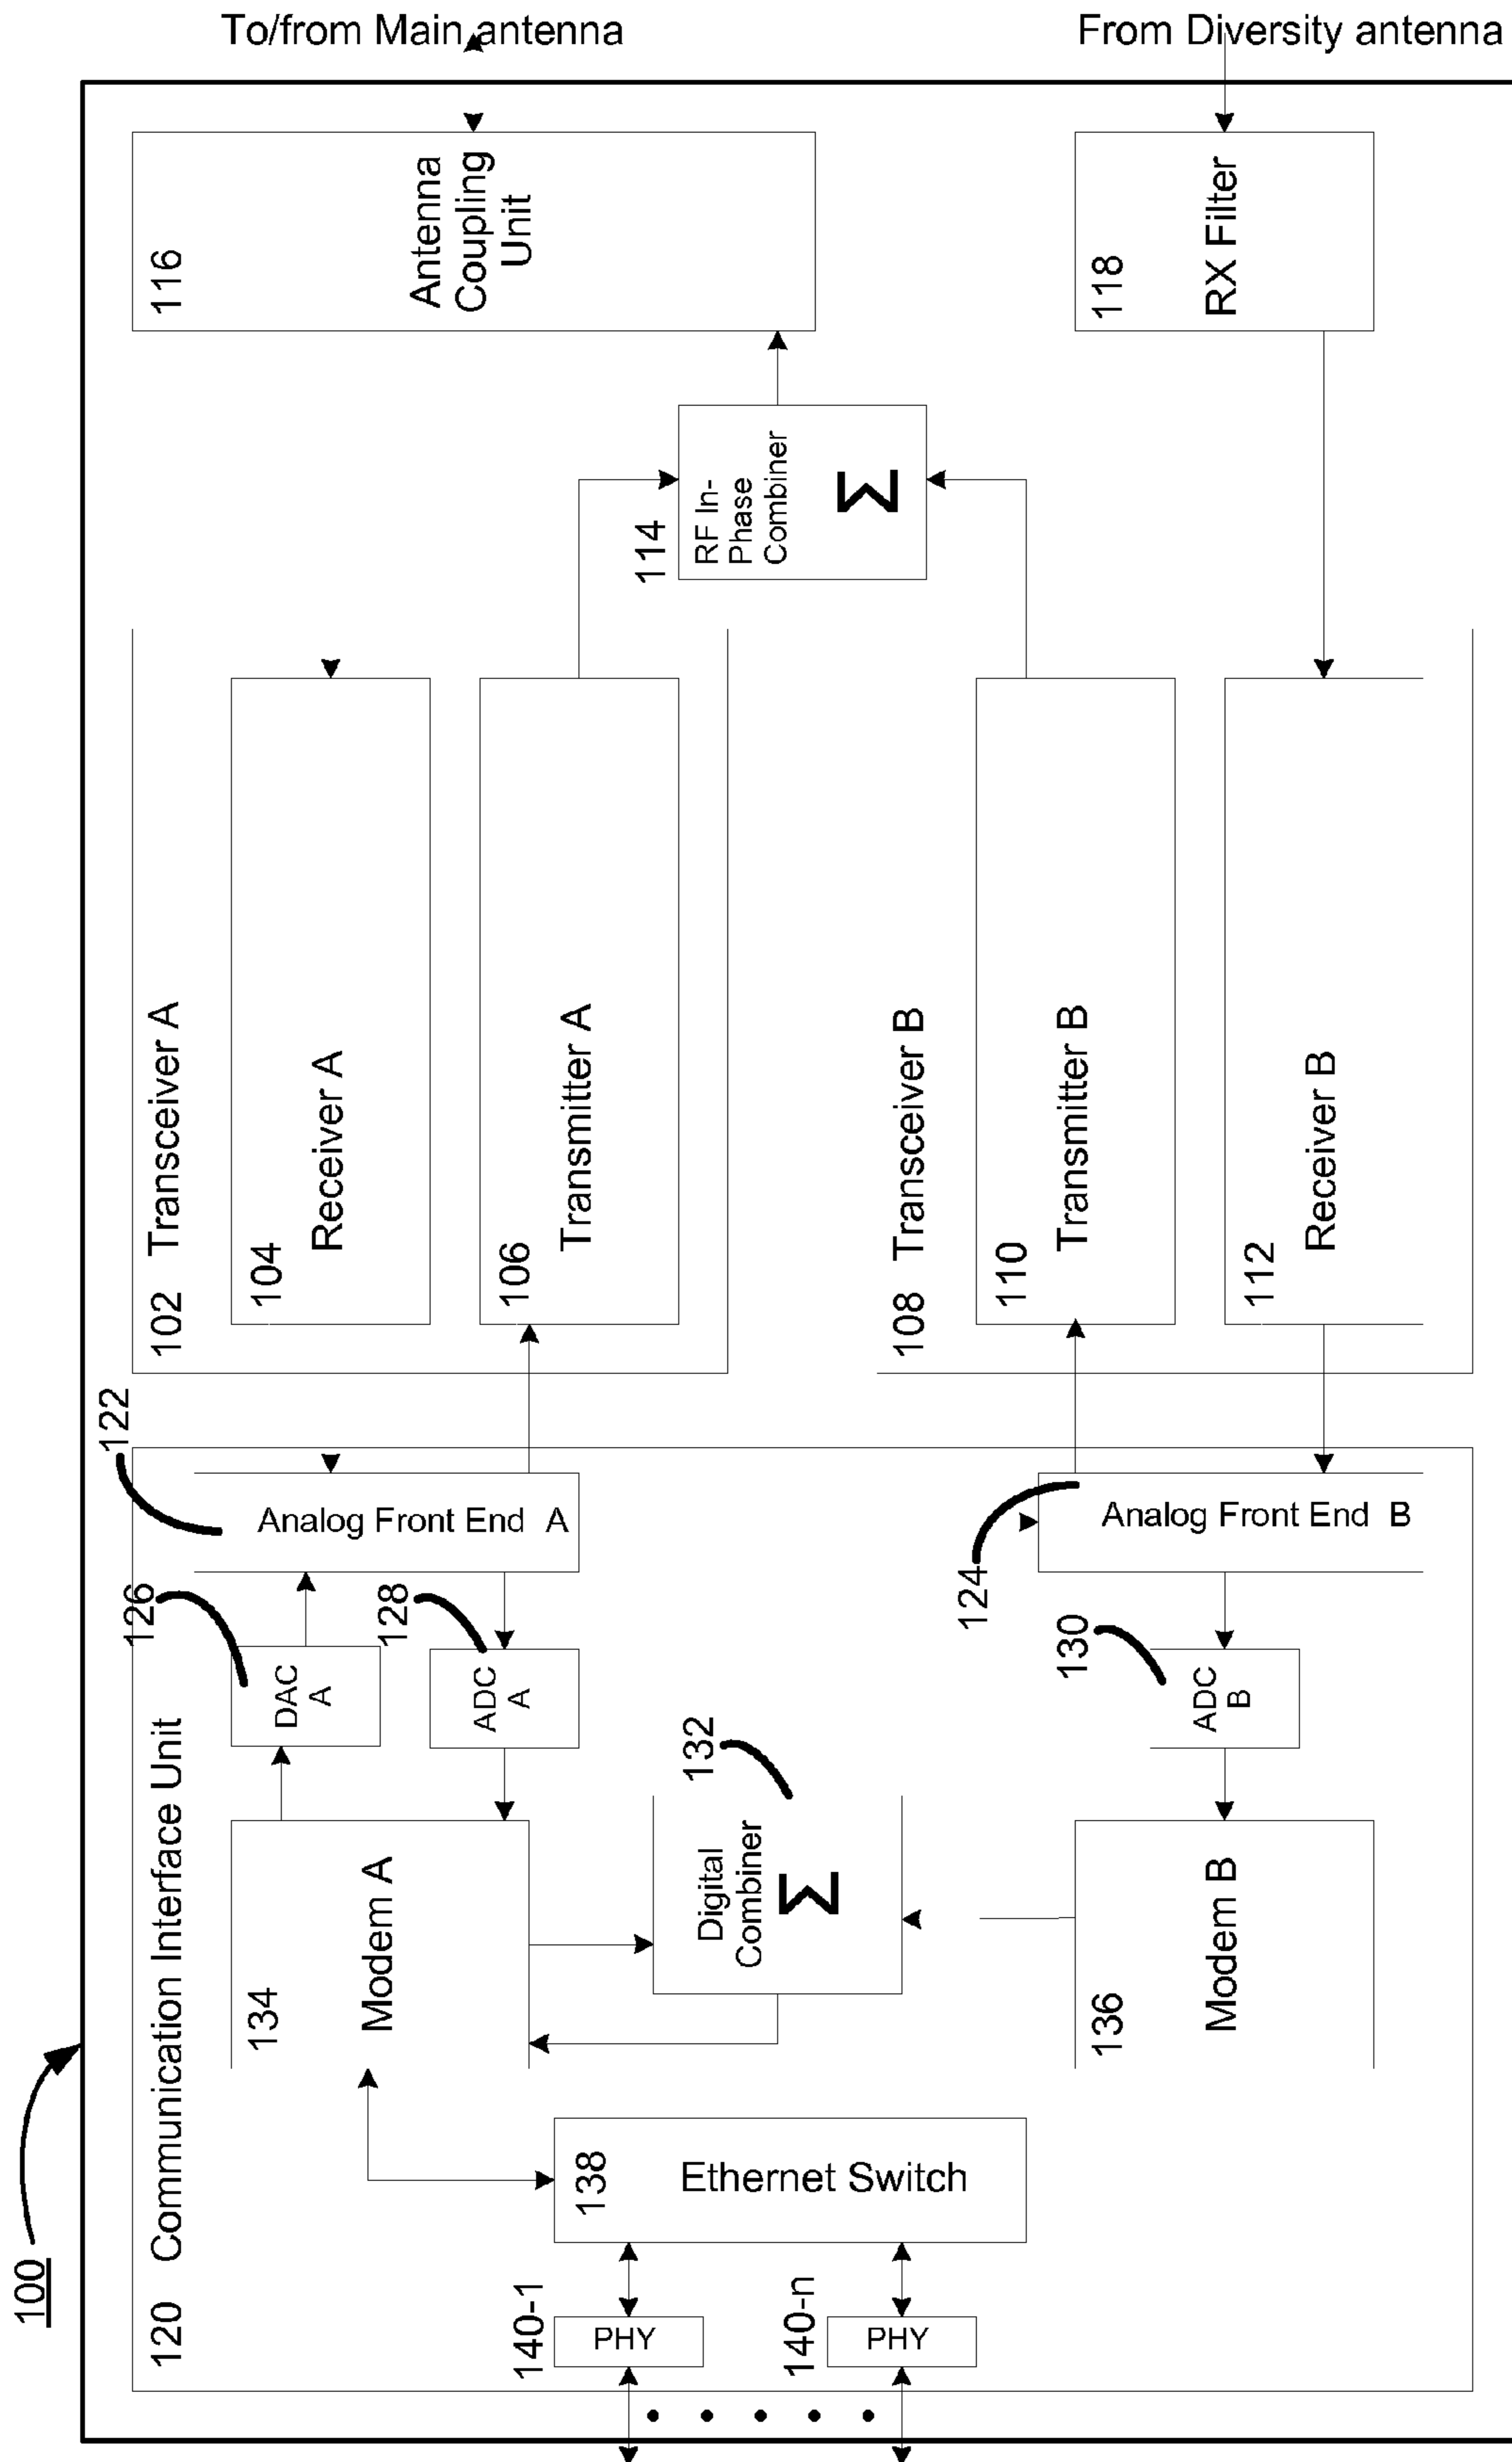 To/from Main antenna
From Diversity antenna
116
Antenna
Coupling
Unit
118
RX Filter
114
RF In-
Phase
Combiner
Σ
102 Transceiver A
104
Receiver A
106
Transmitter A
108 Transceiver B
110
Transmitter B
112
Receiver B
122
Analog Front End A
124
Analog Front End B
126
DAC
A
128
ADC
A
130
ADC
B
132
Digital
Combiner
Σ
134
Modem A
136
Modem B
138
Ethernet Switch
140-1
PHY
140-n
PHY
120 Communication Interface Unit
100